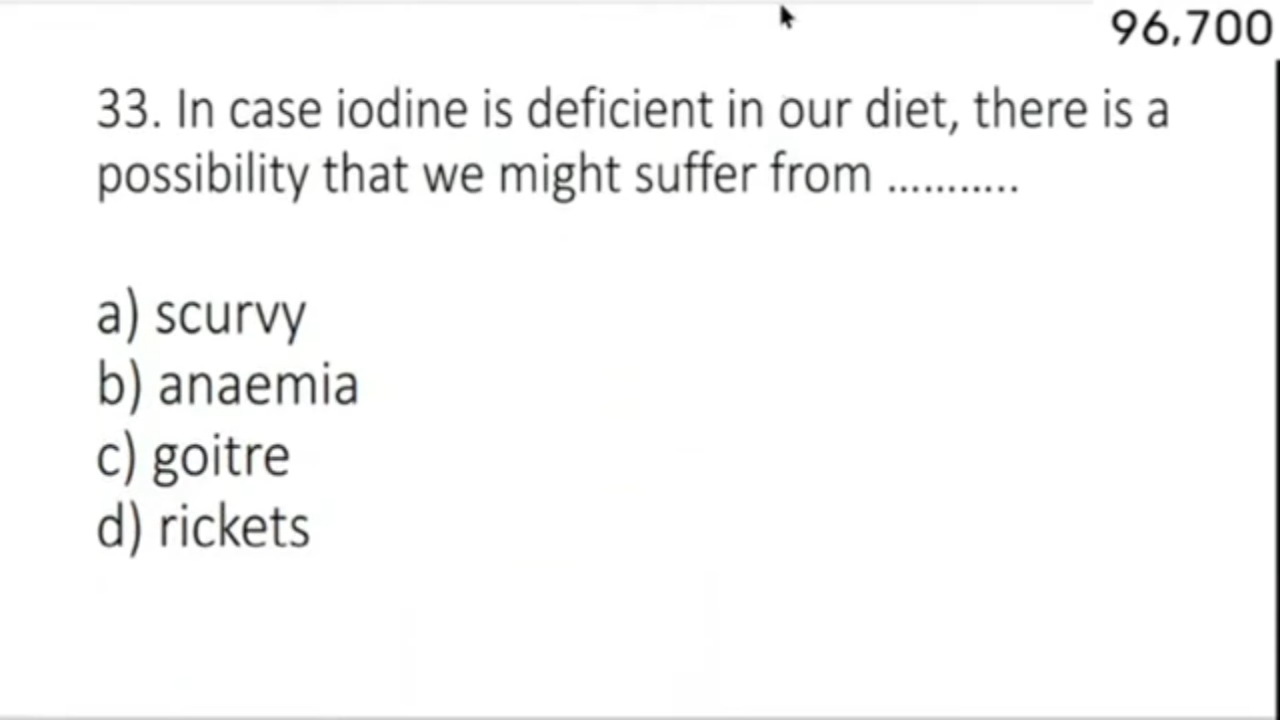 96,700
33. In case iodine is deficient in our diet, there is a
possibility that we might suffer from ...........
a) scurvy
b) anaemia
c) goitre
d) rickets